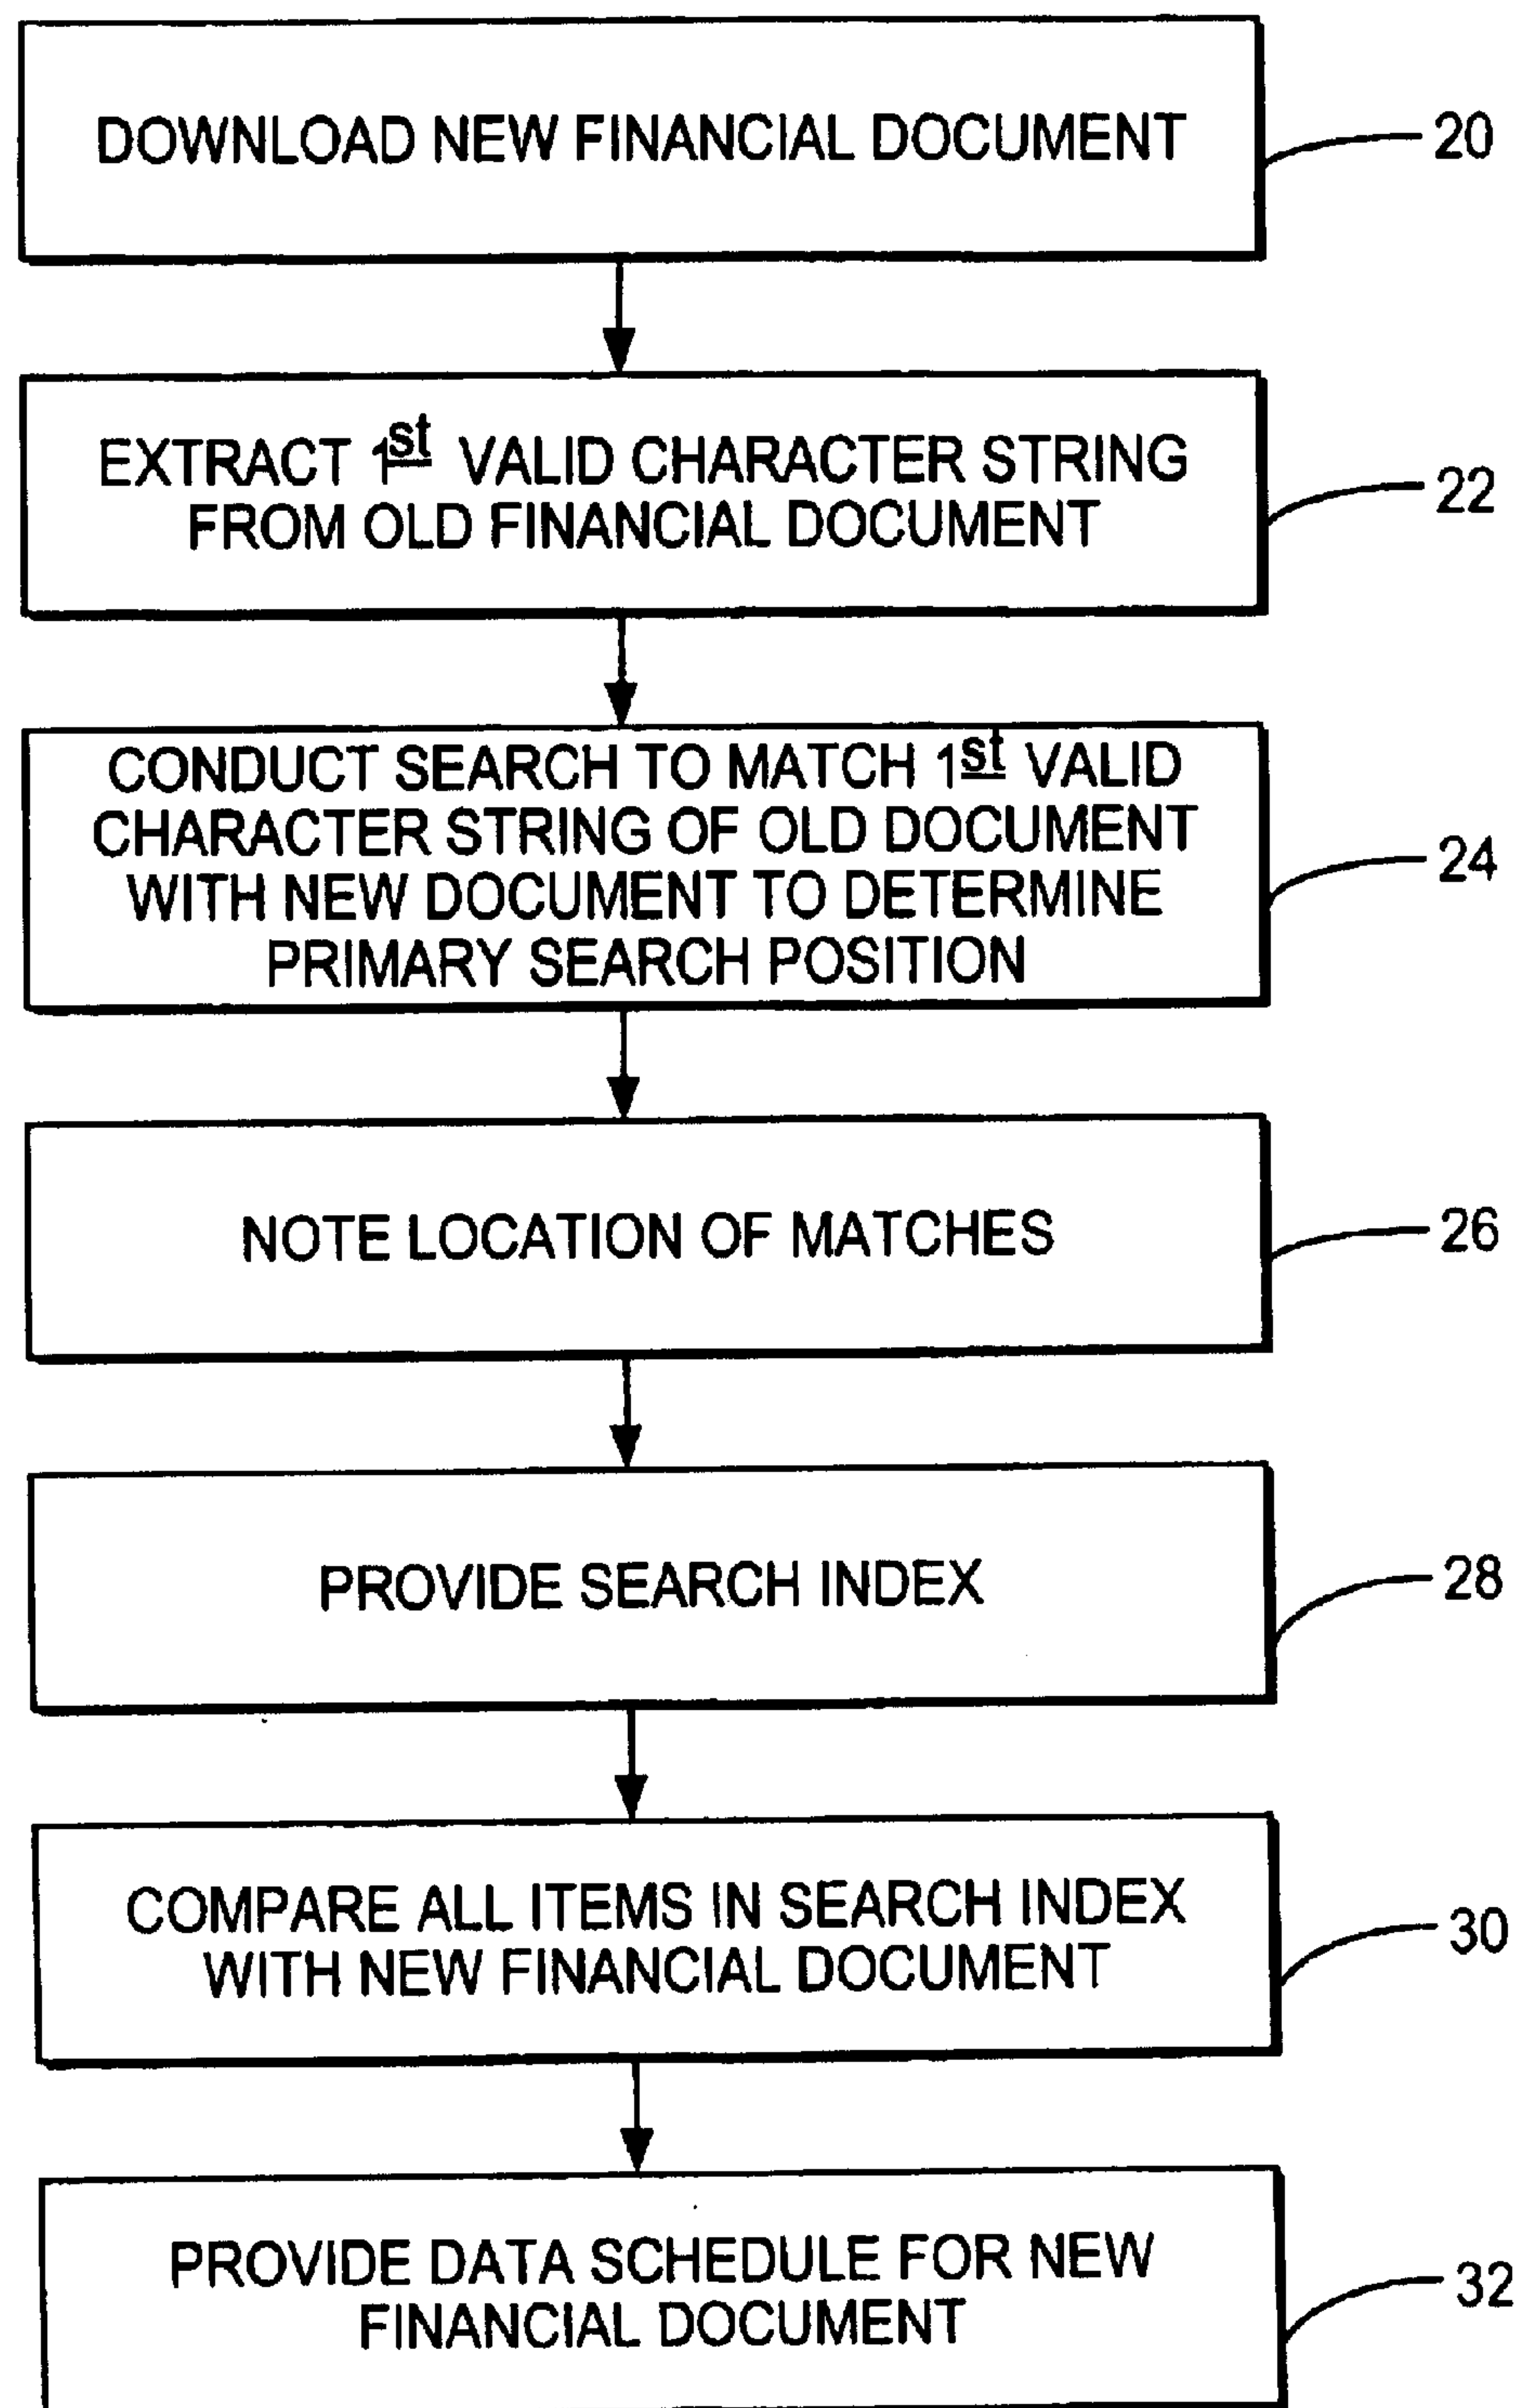 DOWNLOAD NEW FINANCIAL DOCUMENT
20
EXTRACT 1st VALID CHARACTER STRING
FROM OLD FINANCIAL DOCUMENT
22
CONDUCT SEARCH TO MATCH 1st VALID
CHARACTER STRING OF OLD DOCUMENT
WITH NEW DOCUMENT TO DETERMINE
PRIMARY SEARCH POSITION
24
NOTE LOCATION OF MATCHES
26
PROVIDE SEARCH INDEX
28
COMPARE ALL ITEMS IN SEARCH INDEX
WITH NEW FINANCIAL DOCUMENT
30
PROVIDE DATA SCHEDULE FOR NEW
FINANCIAL DOCUMENT
32